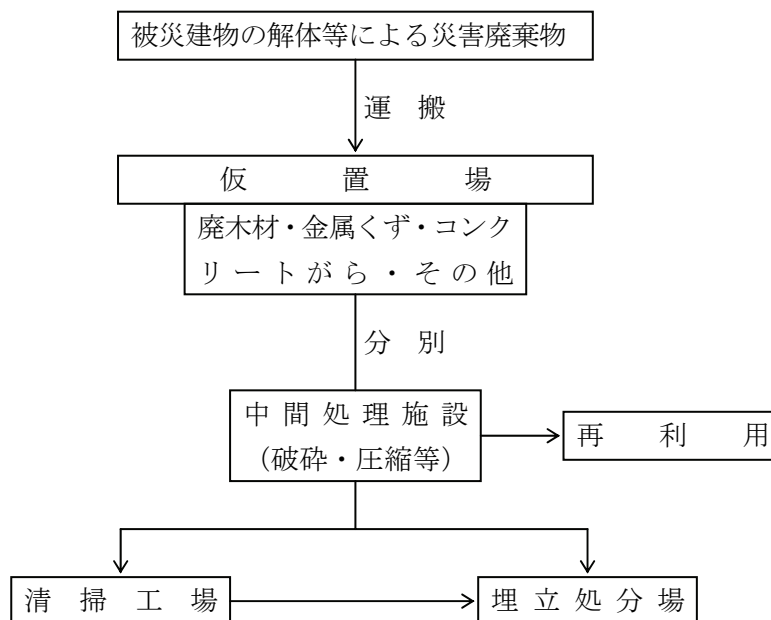 被災建物の解体等による災害廃棄物
運 搬
仮 置 場
廃木材・金属くず・コンク
リートがら・その他
分 別
中間処理施設
(破砕・圧縮等)
再 利 用
清 掃 工 場
埋立処分場